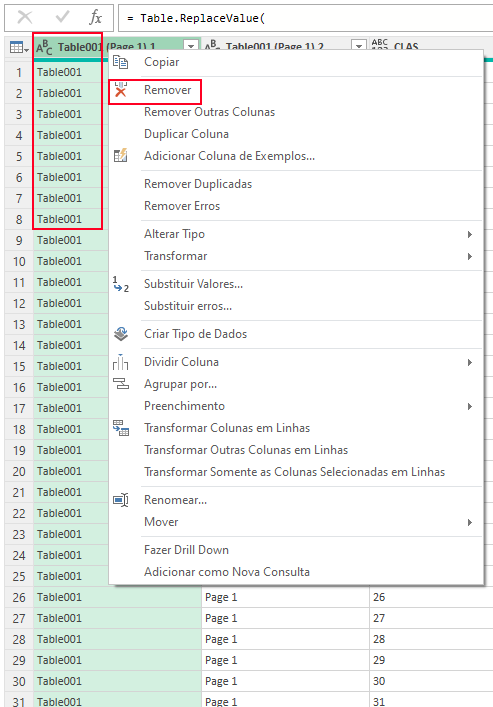 fx = Table.ReplaceValue(
ABC Table001 (Page 1).1 ABC Table001 (Page 1).2 ABC CLAS
Copiar
1 Table001
Remover
2 Table001
3 Table001 Remover Outras Colunas
4 Table001 Duplicar Coluna
5 Table001 Adicionar Coluna de Exemplos...
6 Table001 Remover Duplicadas
7 Table001 Remover Erros
8 Table001
9 Table001 Alterar Tipo
10 Table001 Transformar
11 Table001 Substituir Valores...
12 Table001 Substituir erros...
13 Table001 Criar Tipo de Dados
14 Table001
15 Table001 Dividir Coluna
16 Table001 Agrupar por...
17 Table001 Preenchimento
18 Table001 Transformar Colunas em Linhas
19 Table001 Transformar Outras Colunas em Linhas
20 Table001 Transformar Somente as Colunas Selecionadas em Linhas
21 Table001 Renomear...
22 Table001 Mover
23 Table001
24 Table001 Fazer Drill Down
25 Table001 Adicionar como Nova Consulta
26 Table001 Page 1 26
27 Table001 Page 1 27
28 Table001 Page 1 28
29 Table001 Page 1 29
30 Table001 Page 1 30
31 Table001 Page 1 31